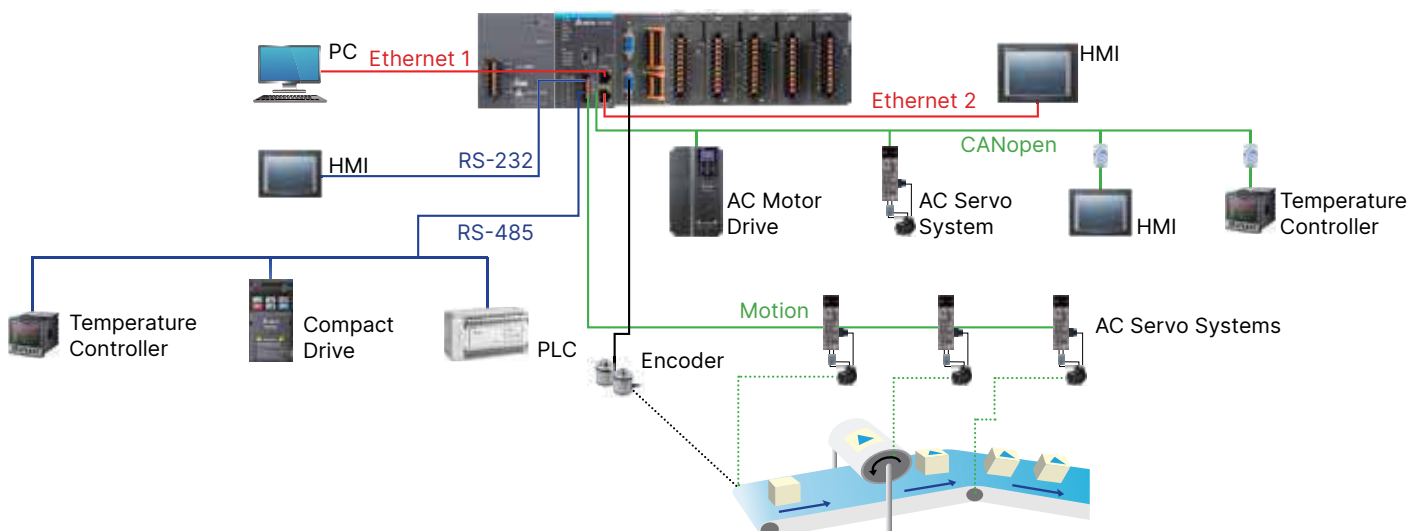 PC
Ethernet 1
HMI
Ethernet 2
CANopen
HMI
RS-232
AC Motor
Drive
AC Servo
System
HMI
Temperature
Controller
RS-485
Temperature
Controller
Compact
Drive
PLC
Encoder
Motion
AC Servo Systems